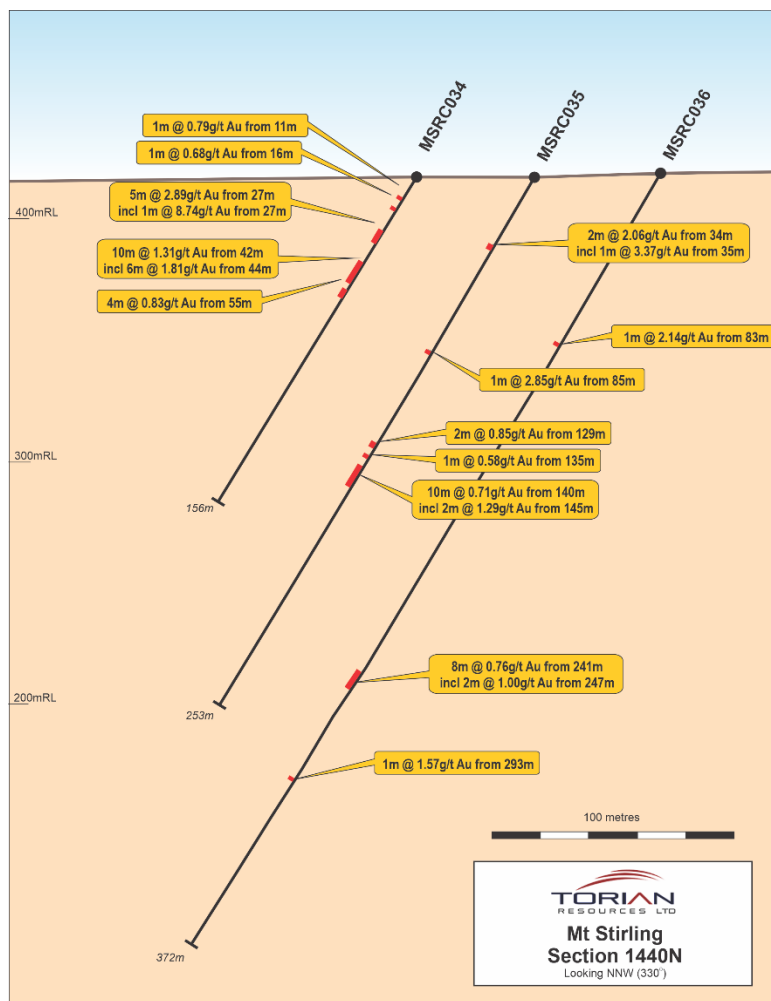 MSRC034
MSRC035
MSRC036
1m @ 0.79g/t Au from 11m
1m @ 0.68g/t Au from 16m
5m @ 2.89g/t Au from 27m
incl 1m @ 8.74g/t Au from 27m
400mRL
10m @ 1.31g/t Au from 42m
incl 6m @ 1.81g/t Au from 44m
4m @ 0.83g/t Au from 55m
2m @ 2.06g/t Au from 34m
incl 1m @ 3.37g/t Au from 35m
1m @ 2.14g/t Au from 83m
1m @ 2.85g/t Au from 85m
2m @ 0.85g/t Au from 129m
300mRL
1m @ 0.58g/t Au from 135m
10m @ 0.71g/t Au from 140m
incl 2m @ 1.29g/t Au from 145m
156m
8m @ 0.76g/t Au from 241m
incl 2m @ 1.00g/t Au from 247m
200mRL
253m
1m @ 1.57g/t Au from 293m
100 metres
372m
TORIAN
RESOURCES LTD
Mt Stirling
Section 1440N
Looking NNW (330°)